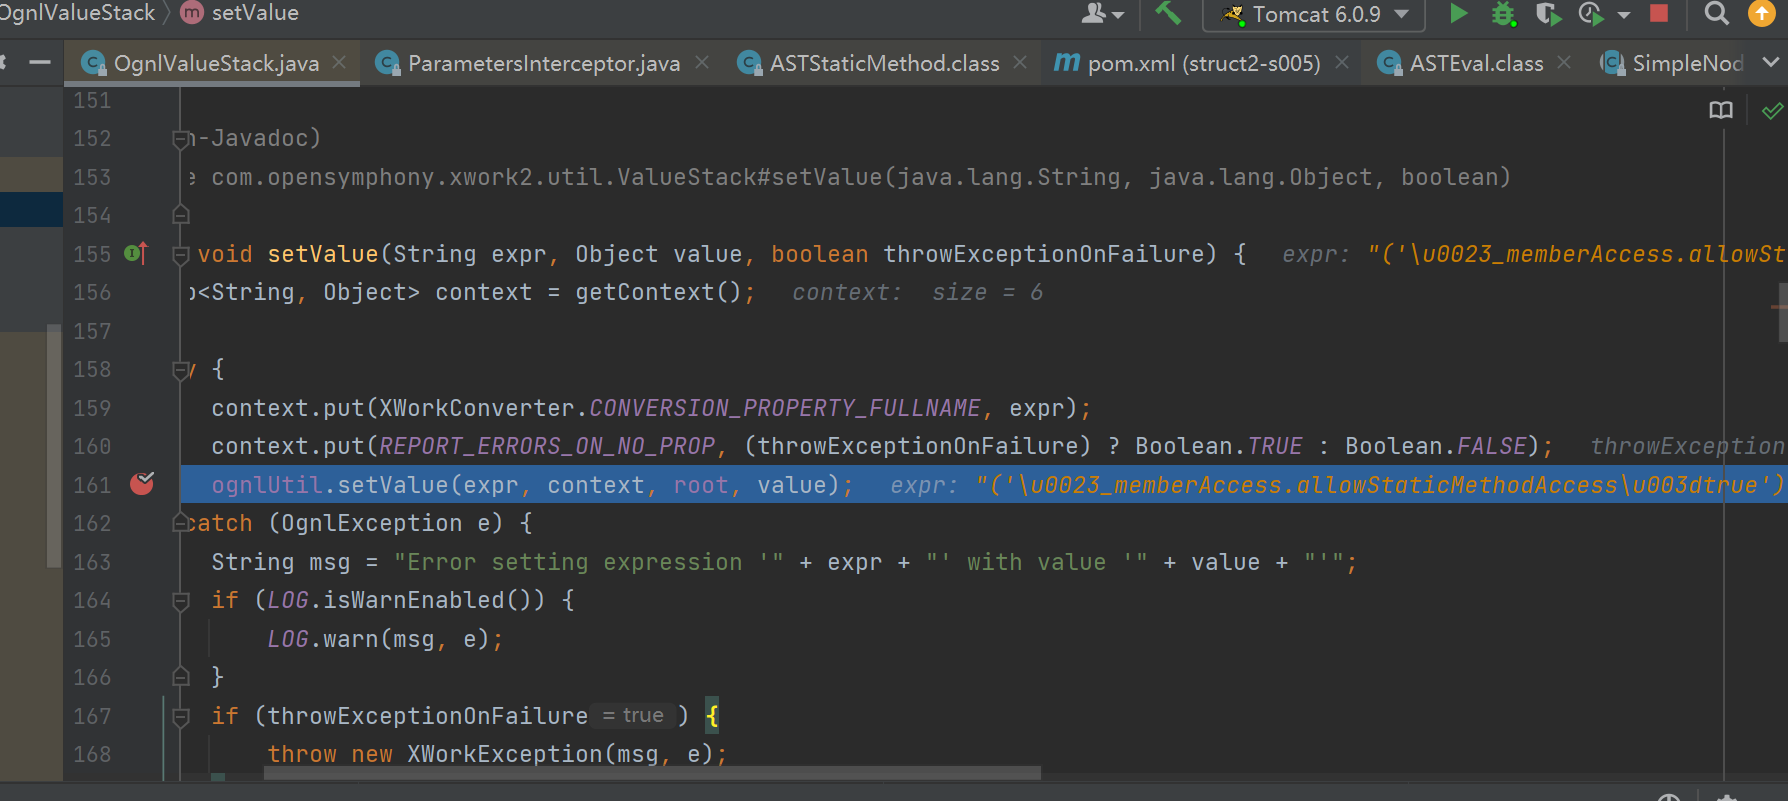 OgnlValueStack m setValue Tomcat 6.0.9
OgnlValueStack.java ParametersInterceptor.java ASTStaticMethod.class pom.xml (struct2-s005) ASTEval.class SimpleNod
151
152 n-Javadoc)
153 e com.opensymphony.xwork2.util.ValueStack#setValue(java.lang.String, java.lang.Object, boolean)
154
155 void setValue(String expr, Object value, boolean throwExceptionOnFailure) { expr: "('\u0023_memberAccess.allowSt
156 p<String, Object> context = getContext(); context: size = 6
157
158 y {
159 context.put(XWorkConverter.CONVERSION_PROPERTY_FULLNAME, expr);
160 context.put(REPORT_ERRORS_ON_NO_PROP, (throwExceptionOnFailure) ? Boolean.TRUE : Boolean.FALSE); throwException
161 ognlUtil.setValue(expr, context, root, value); expr: "('\u0023_memberAccess.allowStaticMethodAccess\u003dtrue')
162 catch (OgnlException e) {
163 String msg = "Error setting expression '" + expr + "' with value '" + value + "'";
164 if (LOG.isWarnEnabled()) {
165 LOG.warn(msg, e);
166 }
167 if (throwExceptionOnFailure = true ) {
168 throw new XWorkException(msg, e);